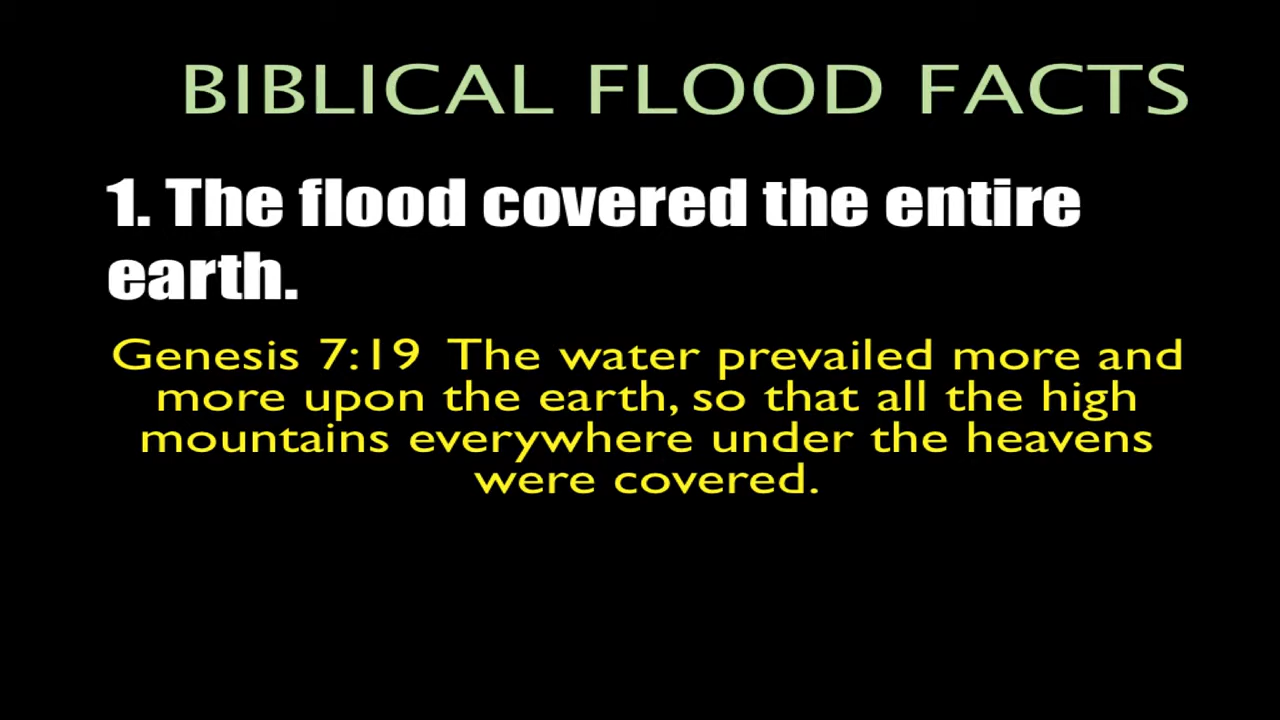 BIBLICAL FLOOD FACTS
1. The flood covered the entire
earth.
Genesis 7:19 The water prevailed more and
more upon the earth, so that all the high
mountains everywhere under the heavens
were covered.